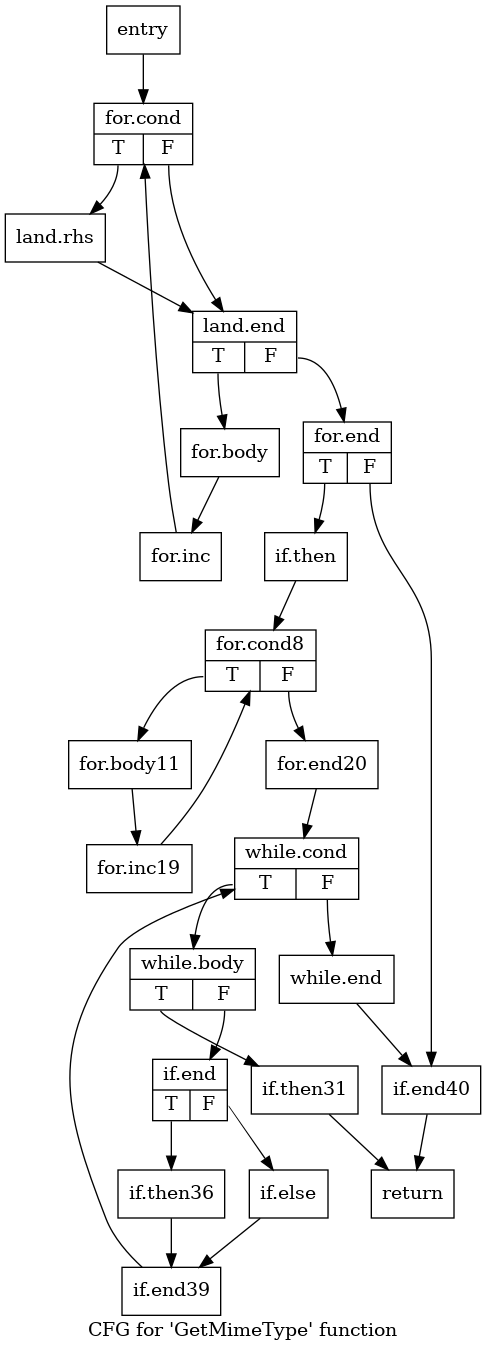 entry
for.cond
T F
land.rhs
land.end
T F
for.end
T F
for.body
for.inc
if.then
for.cond8
T F
for.body11
for.end20
for.inc19
while.cond
T F
while.body
T F
while.end
if.end
T F
if.then31
if.end40
if.then36
if.else
return
if.end39
CFG for 'GetMimeType' function